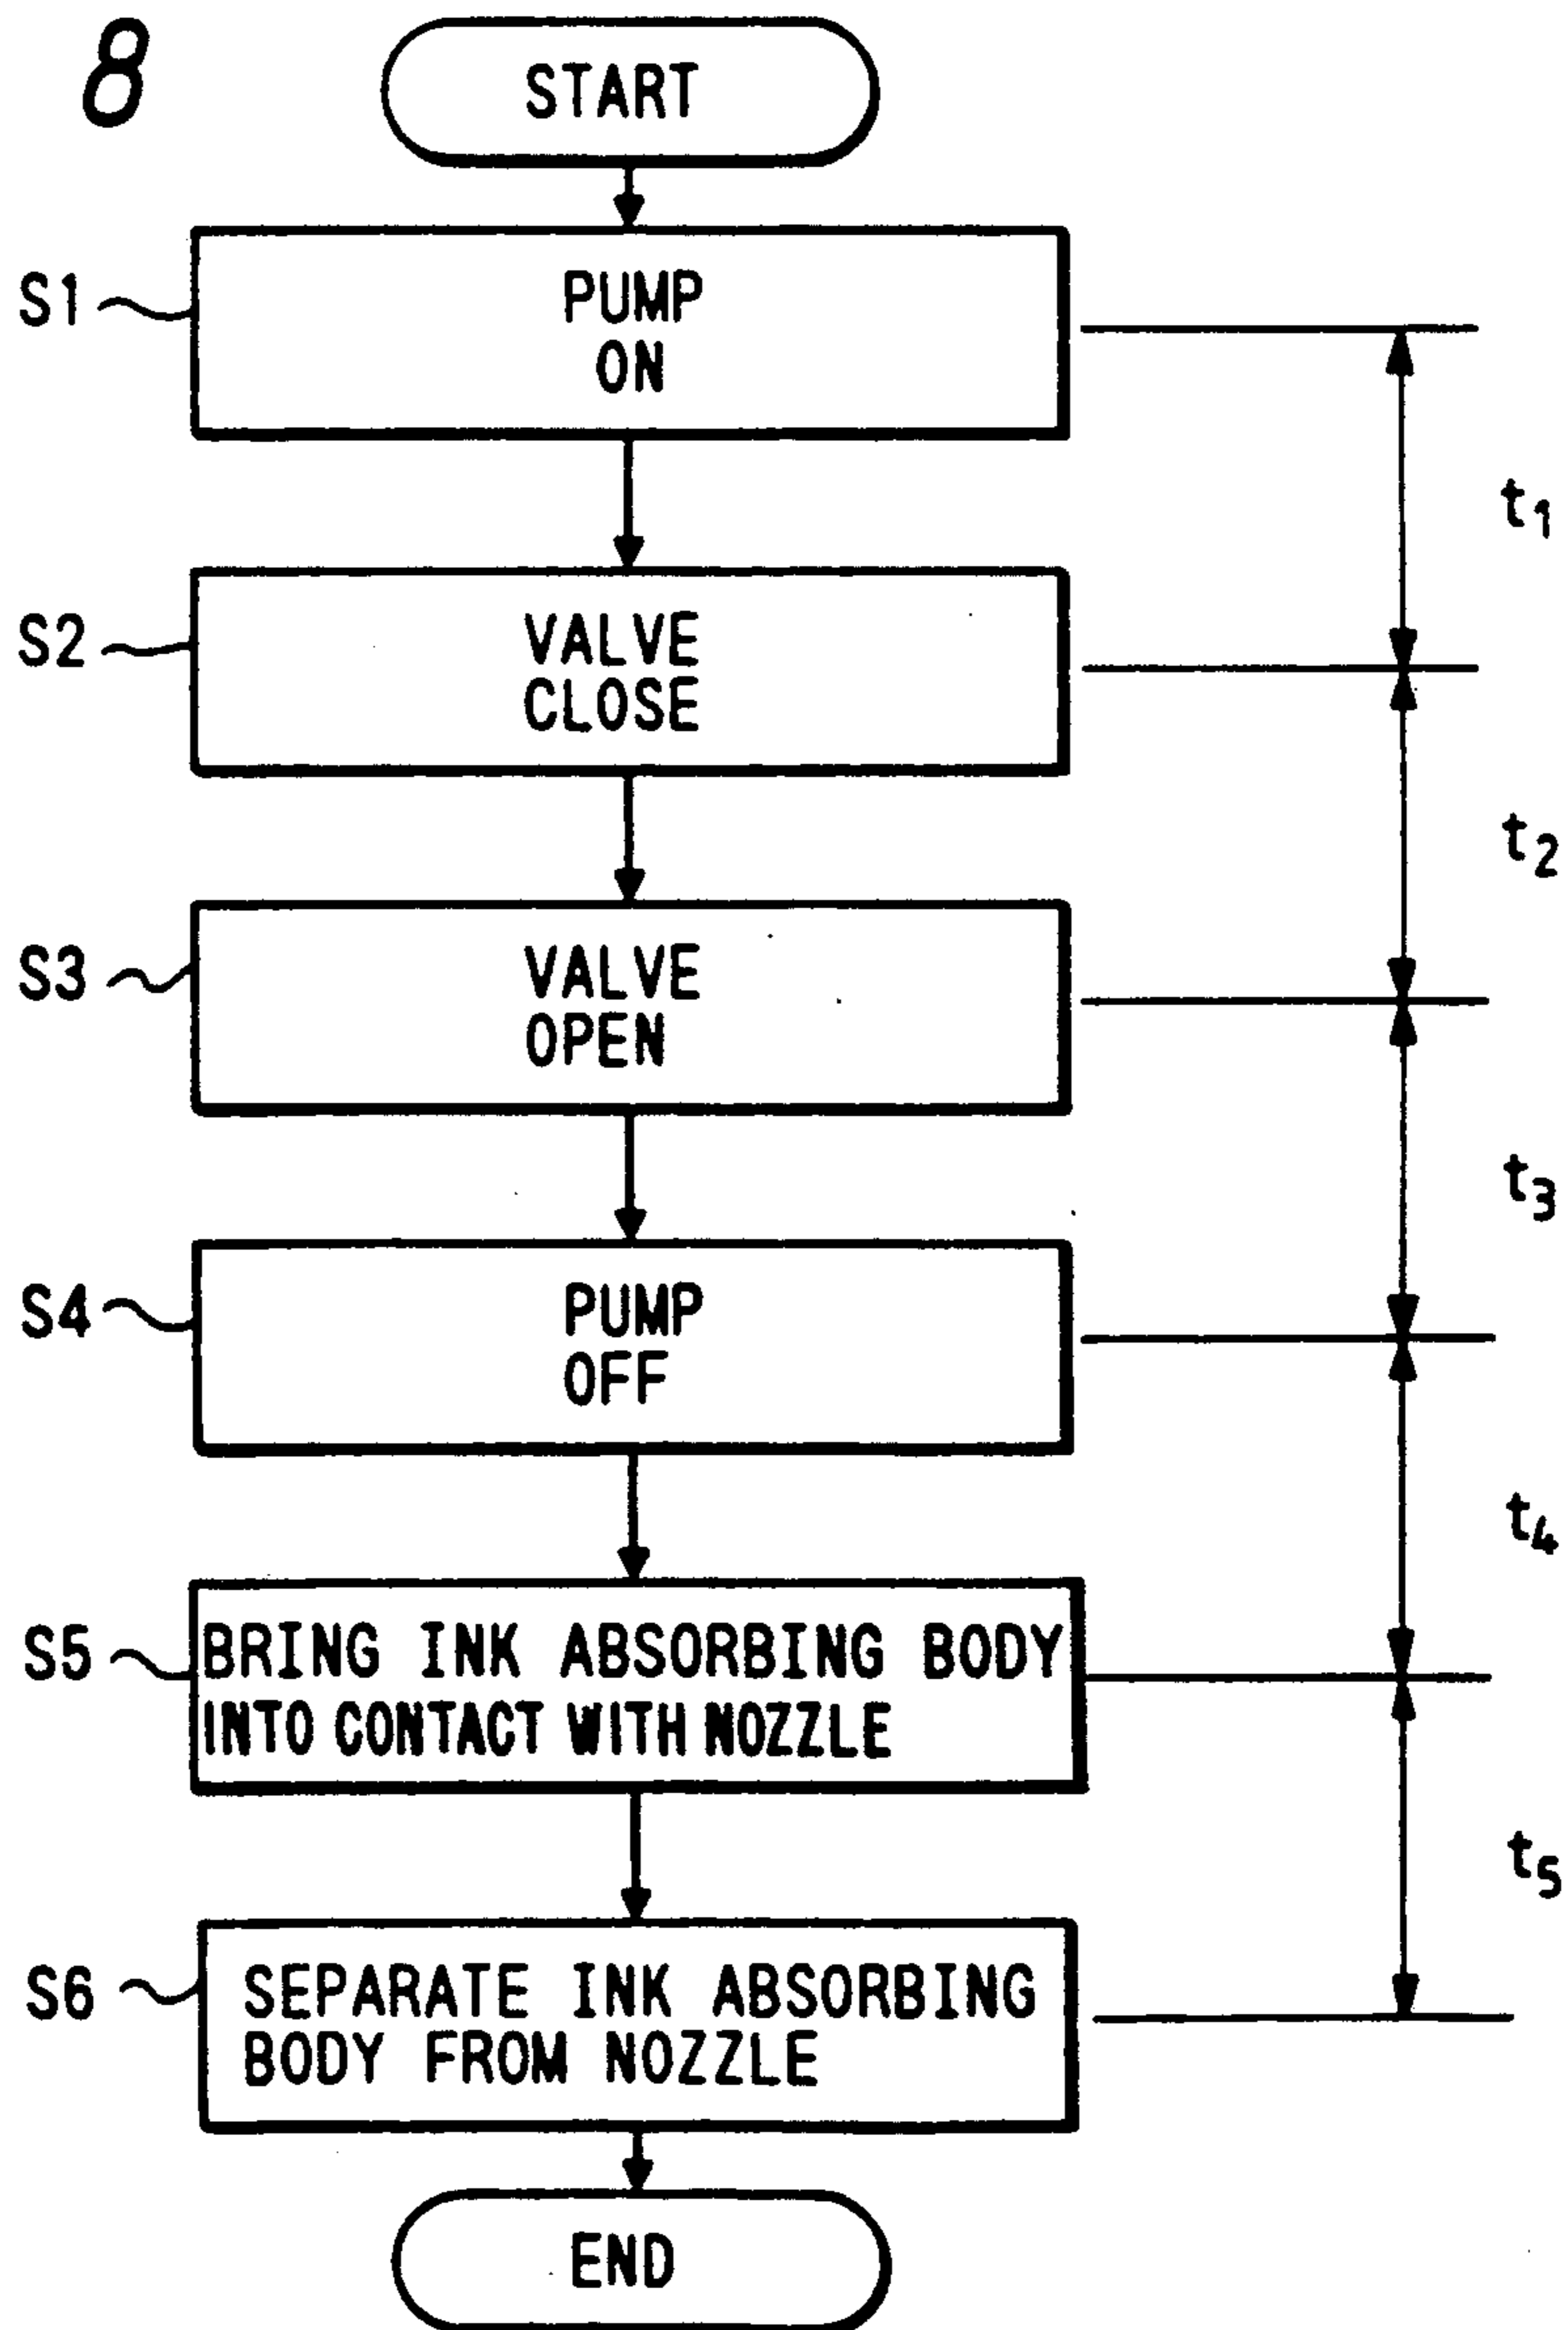 8
START
S1
PUMP
ON
t1
S2
VALVE
CLOSE
t2
S3
VALVE
OPEN
t3
S4
PUMP
OFF
t4
S5
BRING INK ABSORBING BODY
INTO CONTACT WITH NOZZLE
t5
S6
SEPARATE INK ABSORBING
BODY FROM NOZZLE
END